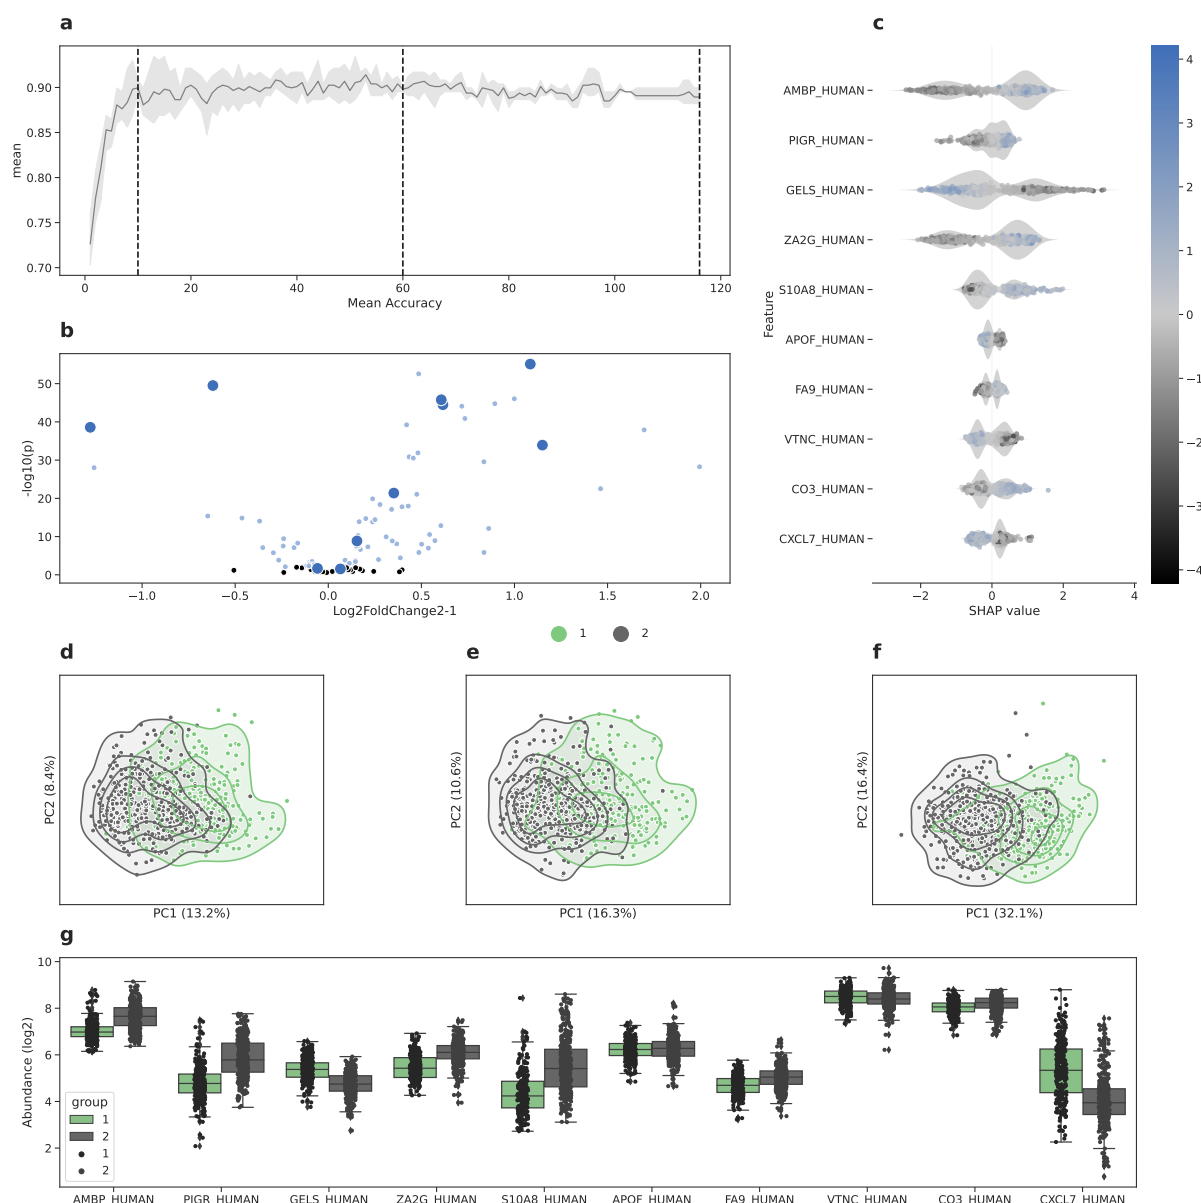 a
0.90
0.85
0.80
0.75
0.70
mean
0 20 40 60 80 100 120
Mean Accuracy
b
50
40
30
20
10
0
-log10(p)
−1.0 −0.5 0.0 0.5 1.0 1.5 2.0
Log2FoldChange2-1
c
AMBP_HUMAN
PIGR_HUMAN
GELS_HUMAN
ZA2G_HUMAN
S10A8_HUMAN
APOF_HUMAN
FA9_HUMAN
VTNC_HUMAN
CO3_HUMAN
CXCL7_HUMAN
Feature
−2 0 2 4
SHAP value
4
3
2
1
0
−1
−2
−3
−4
1 2
d
PC2 (8.4%)
PC1 (13.2%)
e
PC2 (10.6%)
PC1 (16.3%)
f
PC2 (16.4%)
PC1 (32.1%)
g
10
8
6
4
2
Abundance (log2)
group
1
2
1
2
AMBP_HUMAN PIGR_HUMAN GELS_HUMAN ZA2G_HUMAN S10A8_HUMAN APOF_HUMAN FA9_HUMAN VTNC_HUMAN CO3_HUMAN CXCL7_HUMAN